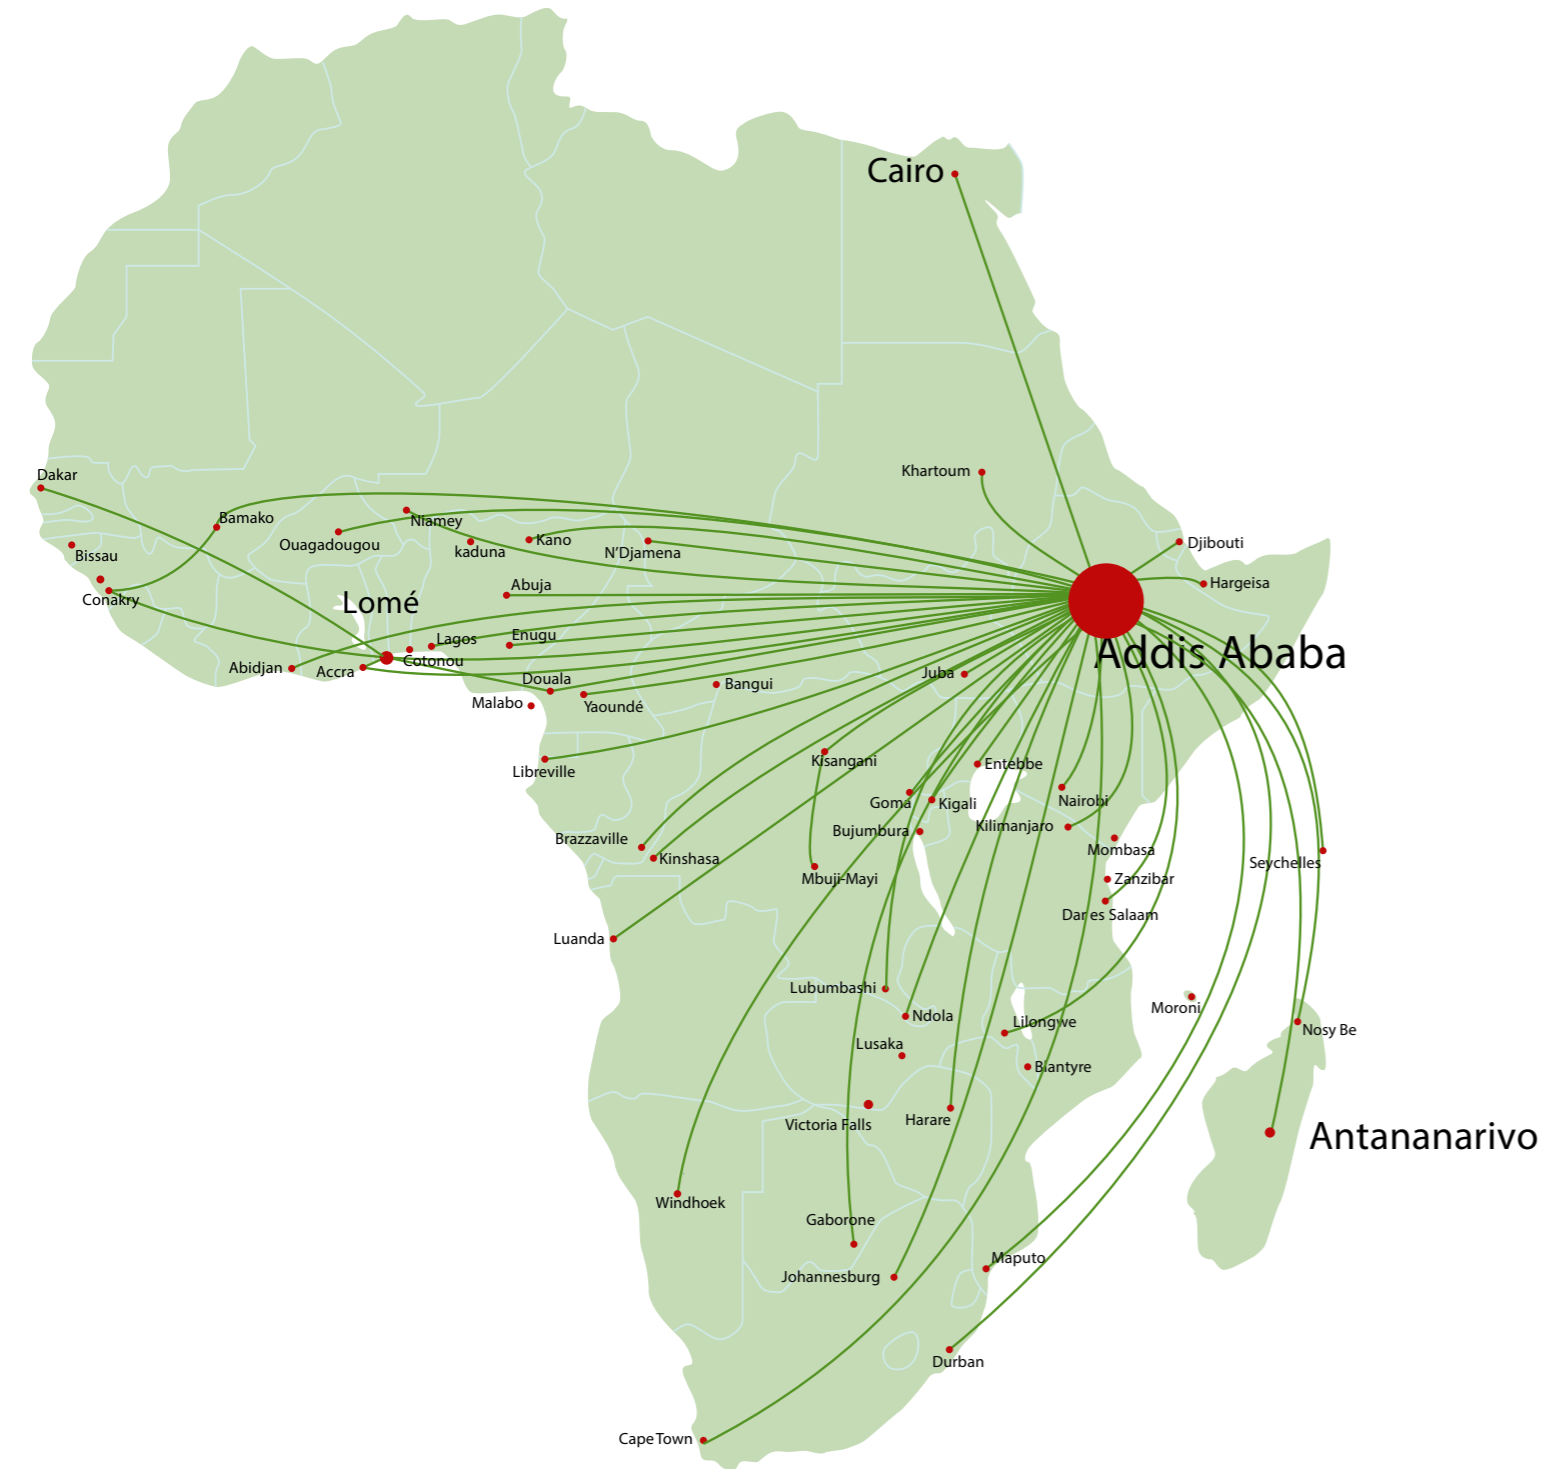 Cairo
Khartoum
Dakar
Bamako
Niamey
Ouagadougou
kaduna
Kano
N'Djamena
Djibouti
Bissau
Hargeisa
Conakry
Abuja
Lomé
Lagos
Enugu
Cotonou
Addis Ababa
Abidjan
Accra
Douala
Juba
Bangui
Malabo
Yaoundé
Kisangani
Entebbe
Libreville
Goma
Kigali
Nairobi
Kilimanjaro
Bujumbura
Brazzaville
Kinshasa
Mombasa
Seychelles
Mbuji-Mayi
Zanzibar
Dar es Salaam
Luanda
Lubumbashi
Moroni
Ndola
Lilongwe
Nosy Be
Lusaka
Blantyre
Victoria Falls
Harare
Antananarivo
Windhoek
Gaborone
Maputo
Johannesburg
Durban
Cape Town